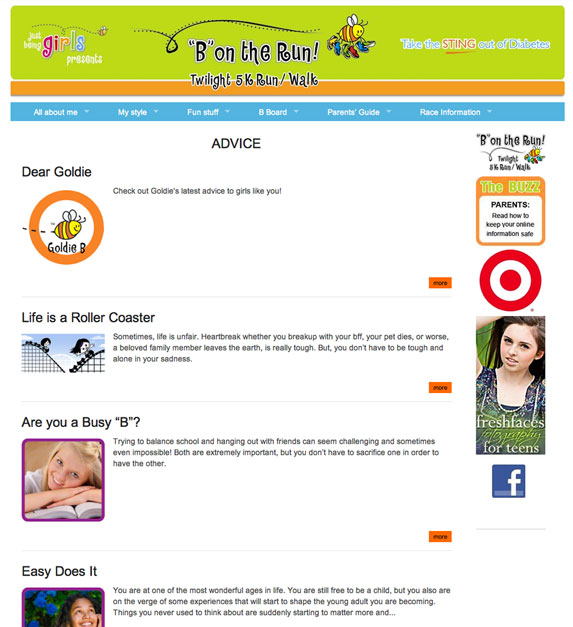 just being girls presents
"B" on the Run!
Twilight 5K Run / Walk
Take the STING out of Diabetes
All about me
My style
Fun stuff
B Board
Parents' Guide
Race Information
ADVICE
Dear Goldie
Check out Goldie's latest advice to girls like you!
Goldie B
more
Life is a Roller Coaster
Sometimes, life is unfair. Heartbreak whether you breakup with your bff, your pet dies, or worse,
a beloved family member leaves the earth, is really tough. But, you don't have to be tough and
alone in your sadness.
more
Are you a Busy "B"?
Trying to balance school and hanging out with friends can seem challenging and sometimes
even impossible! Both are extremely important, but you don't have to sacrifice one in order to
have the other.
more
Easy Does It
You are at one of the most wonderful ages in life. You are still free to be a child, but you also are
on the verge of some experiences that will start to shape the young adult you are becoming.
Things you never used to think about are suddenly starting to matter more and...
"B" on the Run!
Twilight
5K Run / Walk
The BUZZ
PARENTS:
Read how to
keep your online
information safe
freshfaces
fotography
for teens
f